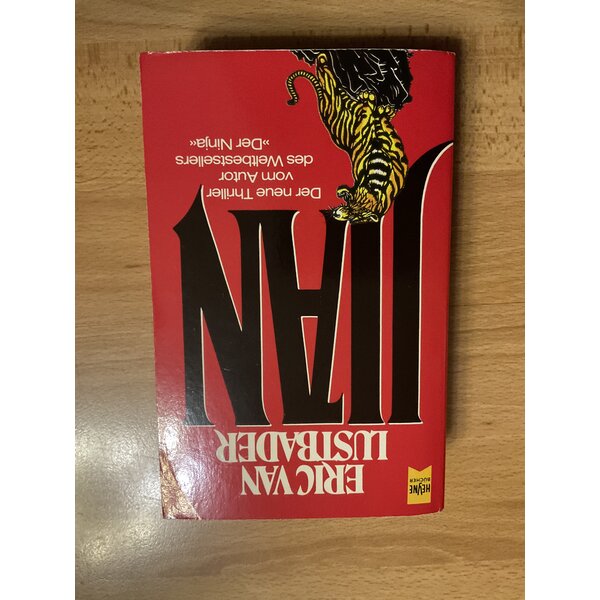 HEYNE
BÜCHER
ERIC VAN
LUSTBADER
JIAN
Der neue Thriller
vom Autor
des Weltbestsellers
»Der Ninja«